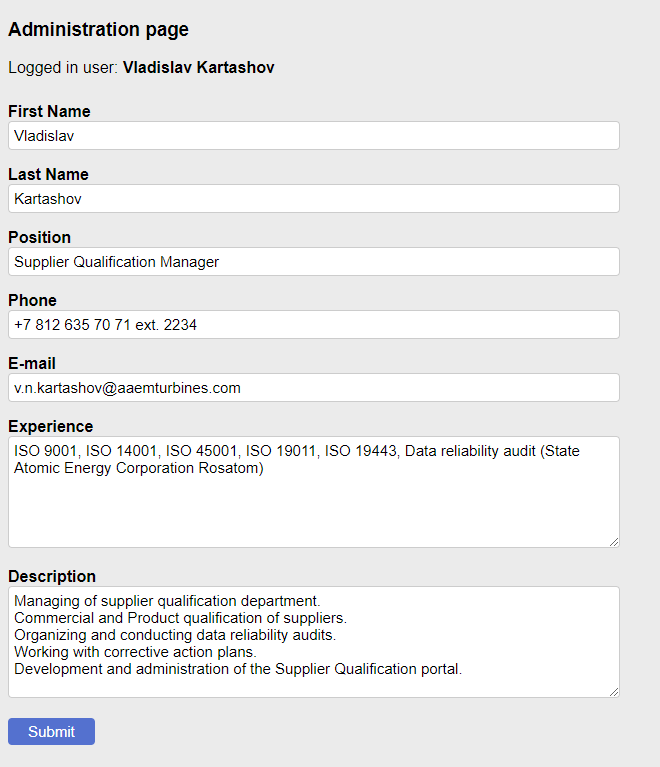 Administration page
Logged in user: Vladislav Kartashov
First Name
Vladislav
Last Name
Kartashov
Position
Supplier Qualification Manager
Phone
+7 812 635 70 71 ext. 2234
E-mail
v.n.kartashov@aaemturbines.com
Experience
ISO 9001, ISO 14001, ISO 45001, ISO 19011, ISO 19443, Data reliability audit (State
Atomic Energy Corporation Rosatom)
Description
Managing of supplier qualification department.
Commercial and Product qualification of suppliers.
Organizing and conducting data reliability audits.
Working with corrective action plans.
Development and administration of the Supplier Qualification portal.
Submit